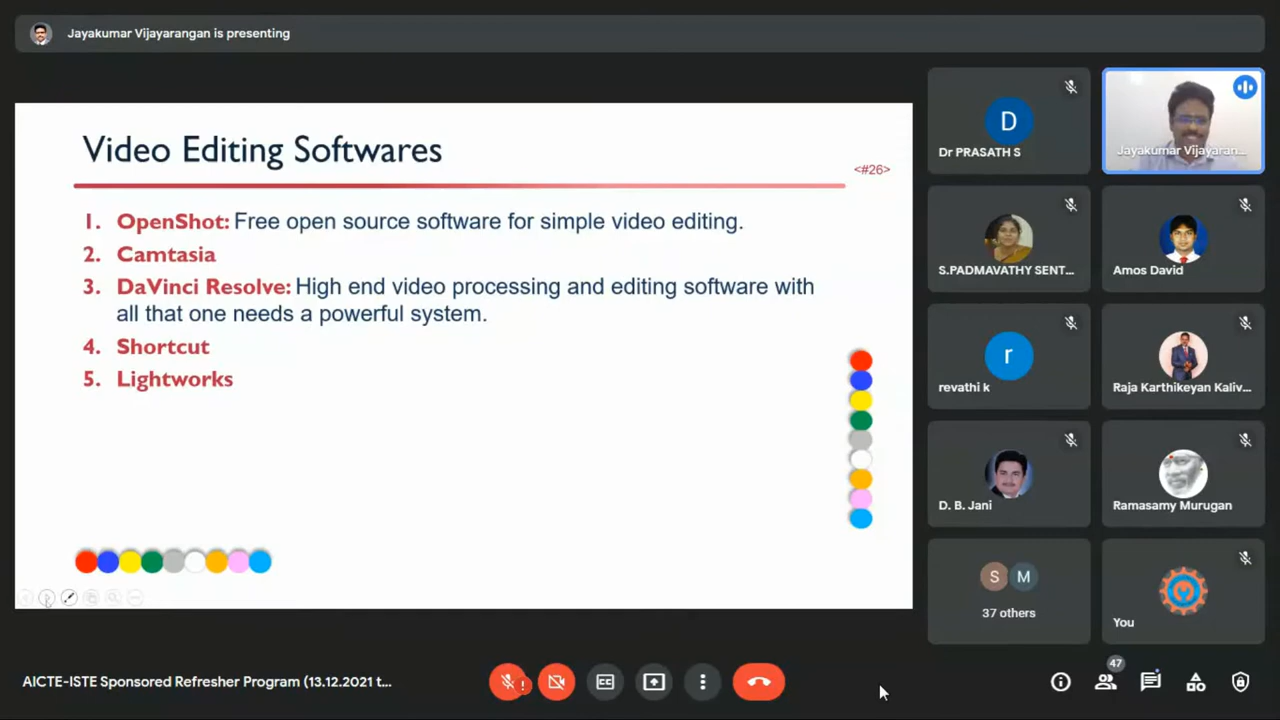 Jayakumar Vijayarangan is presenting
Video Editing Softwares
<#26>
1. OpenShot: Free open source software for simple video editing.
2. Camtasia
3. DaVinci Resolve: High end video processing and editing software with
all that one needs a powerful system.
4. Shortcut
5. Lightworks
D
Dr PRASATH S
Jayakumar Vijayaran...
S.PADMAVATHY SENT...
Amos David
r
revathi k
Raja Karthikeyan Kaliv...
D. B. Jani
Ramasamy Murugan
S M
37 others
You
AICTE-ISTE Sponsored Refresher Program (13.12.2021 t...
!
CC
47